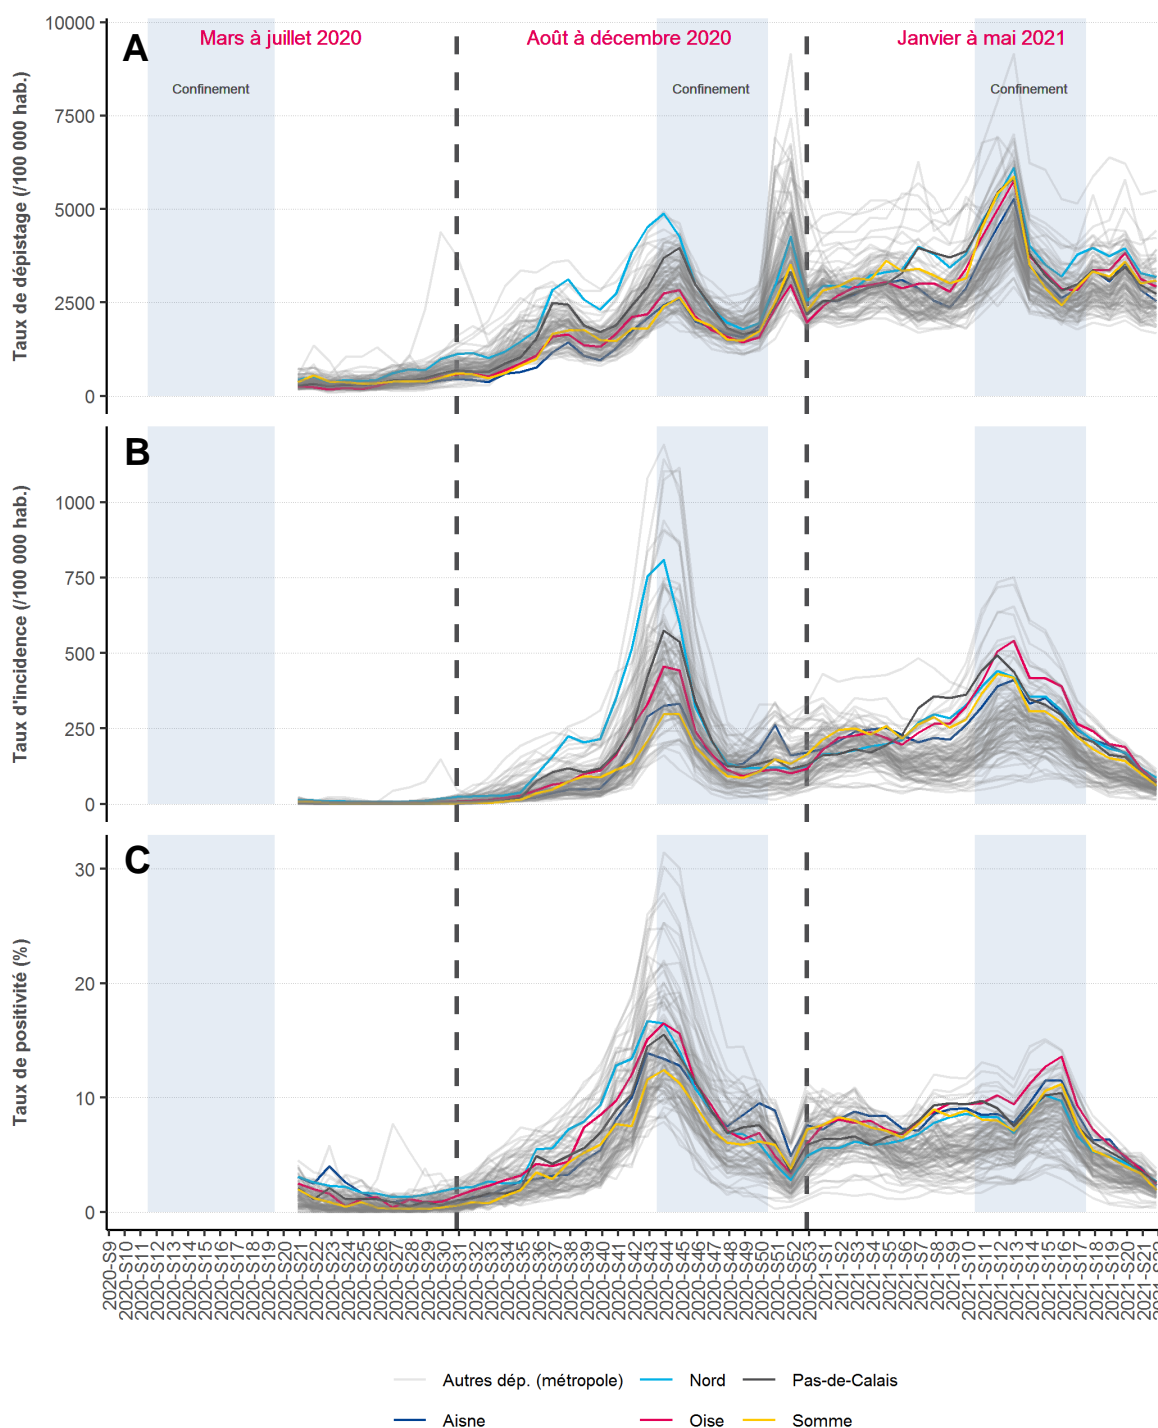 A
Mars à juillet 2020
Août à décembre 2020
Janvier à mai 2021
Confinement
Confinement
Confinement
Taux de dépistage (/100 000 hab.)
10000
7500
5000
2500
0
B
Taux d'incidence (/100 000 hab.)
1000
750
500
250
0
C
Taux de positivité (%)
30
20
10
0
2020-S9
2020-S10
2020-S11
2020-S12
2020-S13
2020-S14
2020-S15
2020-S16
2020-S17
2020-S18
2020-S19
2020-S20
2020-S21
2020-S22
2020-S23
2020-S24
2020-S25
2020-S26
2020-S27
2020-S28
2020-S29
2020-S30
2020-S31
2020-S32
2020-S33
2020-S34
2020-S35
2020-S36
2020-S37
2020-S38
2020-S39
2020-S40
2020-S41
2020-S42
2020-S43
2020-S44
2020-S45
2020-S46
2020-S47
2020-S48
2020-S49
2020-S50
2020-S51
2020-S52
2020-S53
2021-S1
2021-S2
2021-S3
2021-S4
2021-S5
2021-S6
2021-S7
2021-S8
2021-S9
2021-S10
2021-S11
2021-S12
2021-S13
2021-S14
2021-S15
2021-S16
2021-S17
2021-S18
2021-S19
2021-S20
2021-S21
Autres dép. (métropole)
Nord
Pas-de-Calais
Aisne
Oise
Somme